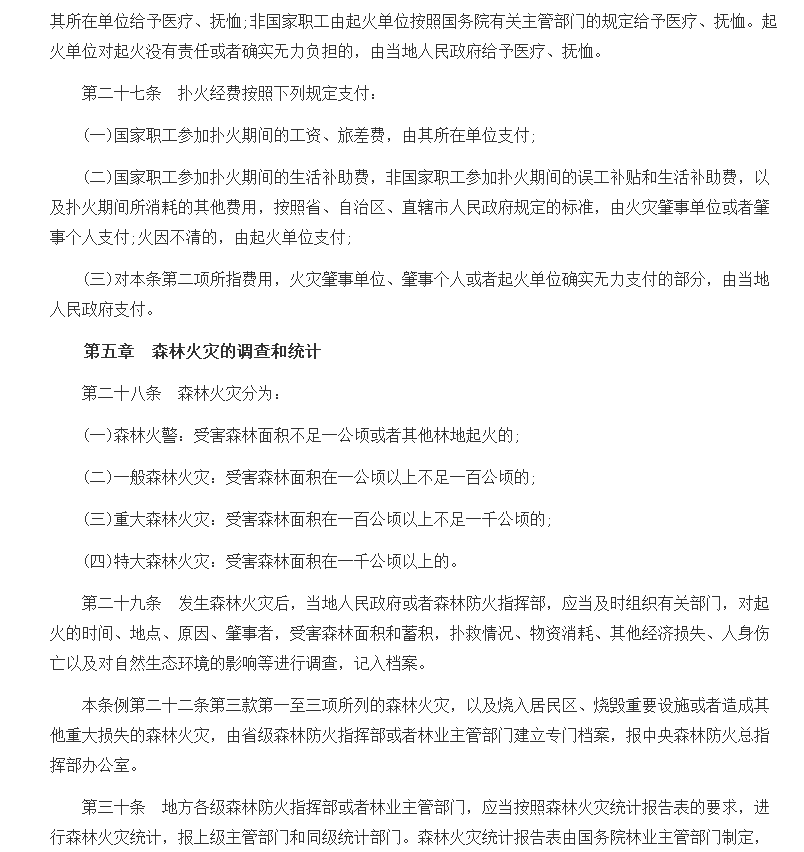 其所在单位给予医疗、抚恤;非国家职工由起火单位按照国务院有关主管部门的规定给予医疗、抚恤。起
火单位对起火没有责任或者确实无力负担的，由当地人民政府给予医疗、抚恤。
第二十七条　扑火经费按照下列规定支付：
(一)国家职工参加扑火期间的工资、旅差费，由其所在单位支付;
(二)国家职工参加扑火期间的生活补助费，非国家职工参加扑火期间的误工补贴和生活补助费，以
及扑火期间所消耗的其他费用，按照省、自治区、直辖市人民政府规定的标准，由火灾肇事单位或者肇
事个人支付;火因不清的，由起火单位支付;
(三)对本条第二项所指费用，火灾肇事单位、肇事个人或者起火单位确实无力支付的部分，由当地
人民政府支付。
第五章　森林火灾的调查和统计
第二十八条　森林火灾分为：
(一)森林火警：受害森林面积不足一公顷或者其他林地起火的;
(二)一般森林火灾：受害森林面积在一公顷以上不足一百公顷的;
(三)重大森林火灾：受害森林面积在一百公顷以上不足一千公顷的;
(四)特大森林火灾：受害森林面积在一千公顷以上的。
第二十九条　发生森林火灾后，当地人民政府或者森林防火指挥部，应当及时组织有关部门，对起
火的时间、地点、原因、肇事者，受害森林面积和蓄积，扑救情况、物资消耗、其他经济损失、人身伤
亡以及对自然生态环境的影响等进行调查，记入档案。
本条例第二十二条第三款第一至三项所列的森林火灾，以及烧入居民区、烧毁重要设施或者造成其
他重大损失的森林火灾，由省级森林防火指挥部或者林业主管部门建立专门档案，报中央森林防火总指
挥部办公室。
第三十条　地方各级森林防火指挥部或者林业主管部门，应当按照森林火灾统计报告表的要求，进
行森林火灾统计，报上级主管部门和同级统计部门。森林火灾统计报告表由国务院林业主管部门制定，